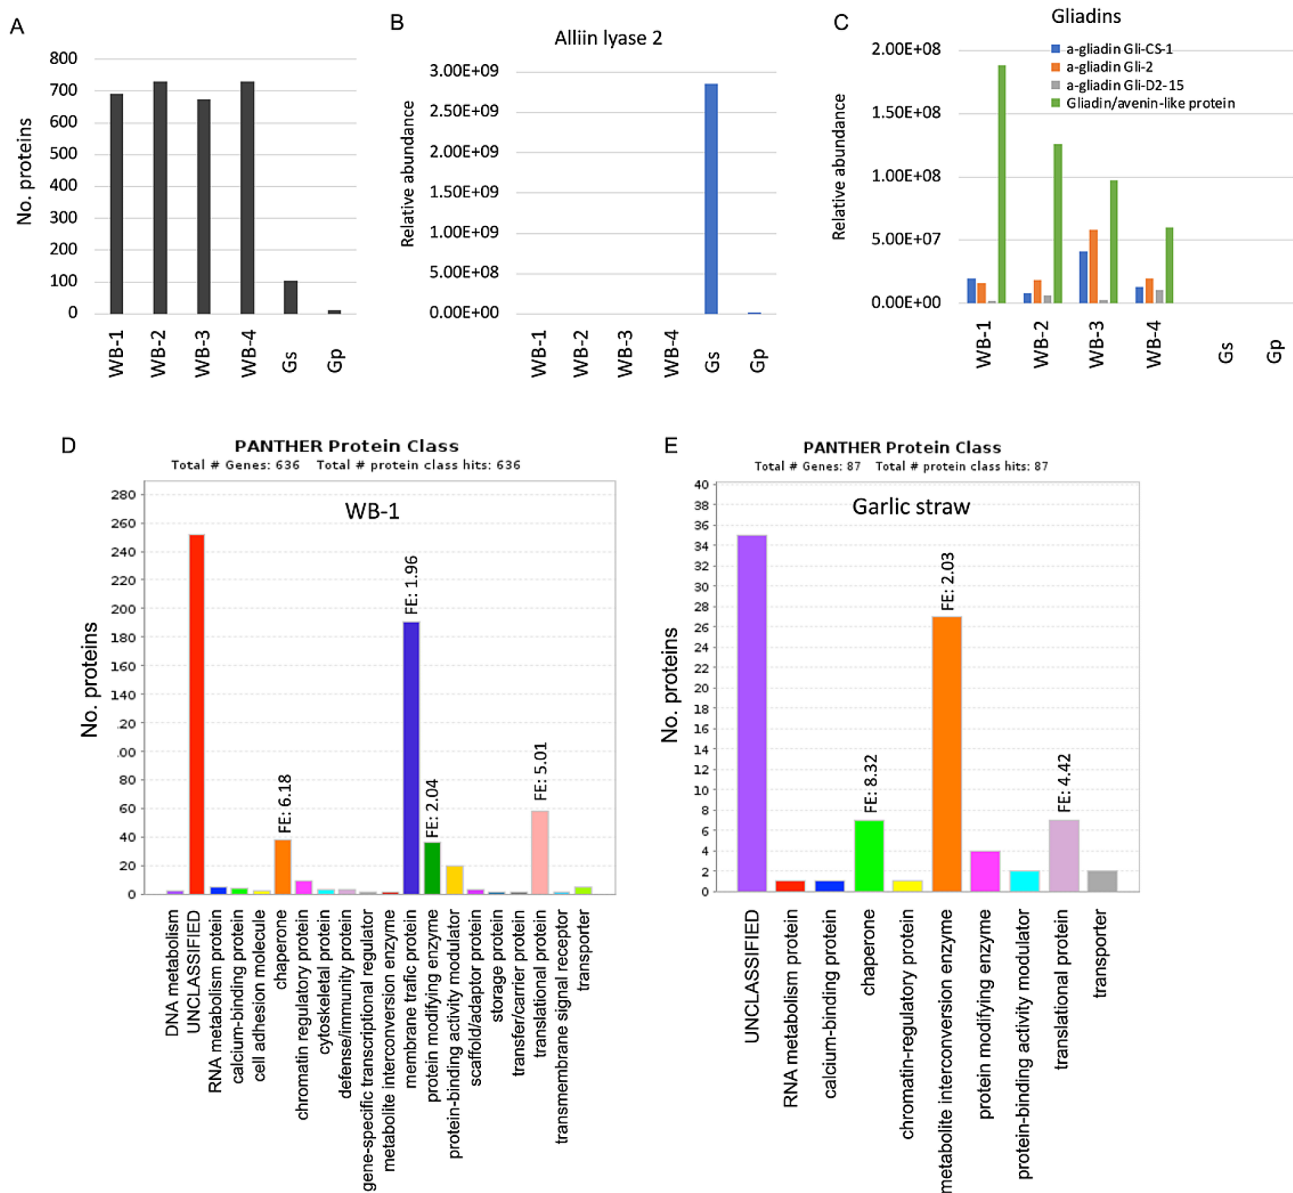 A
800
700
600
500
400
300
200
100
0
No. proteins
WB-1
WB-2
WB-3
WB-4
Gs
Gp
B
Alliin lyase 2
3.00E+09
2.50E+09
2.00E+09
1.50E+09
1.00E+09
5.00E+08
0.00E+00
Relative abundance
WB-1
WB-2
WB-3
WB-4
Gs
Gp
C
Gliadins
2.00E+08
1.50E+08
1.00E+08
5.00E+07
0.00E+00
Relative abundance
a-gliadin Gli-CS-1
a-gliadin Gli-2
a-gliadin Gli-D2-15
Gliadin/avenin-like protein
WB-1
WB-2
WB-3
WB-4
Gs
Gp
D
PANTHER Protein Class
Total # Genes: 636 Total # protein class hits: 636
WB-1
280
260
240
220
200
180
160
140
.20
.00
80
60
40
20
0
No. proteins
FE: 6.18
FE: 1.96
FE: 2.04
FE: 5.01
DNA metabolism
UNCLASSIFIED
RNA metabolism protein
calcium-binding protein
cell adhesion molecule
chaperone
chromatin regulatory protein
cytoskeletal protein
defense/immunity protein
gene-specific transcriptional regulator
metabolite interconversion enzyme
membrane trafic protein
protein modifying enzyme
protein-binding activity modulator
scaffold/adaptor protein
storage protein
transfer/carrier protein
translational protein
transmembrane signal receptor
transporter
E
PANTHER Protein Class
Total # Genes: 87 Total # protein class hits: 87
Garlic straw
40
38
36
34
32
30
28
26
24
22
20
18
16
14
12
10
8
6
4
2
0
No. proteins
FE: 8.32
FE: 2.03
FE: 4.42
UNCLASSIFIED
RNA metabolism protein
calcium-binding protein
chaperone
chromatin-regulatory protein
metabolite interconversion enzyme
protein modifying enzyme
protein-binding activity modulator
translational protein
transporter